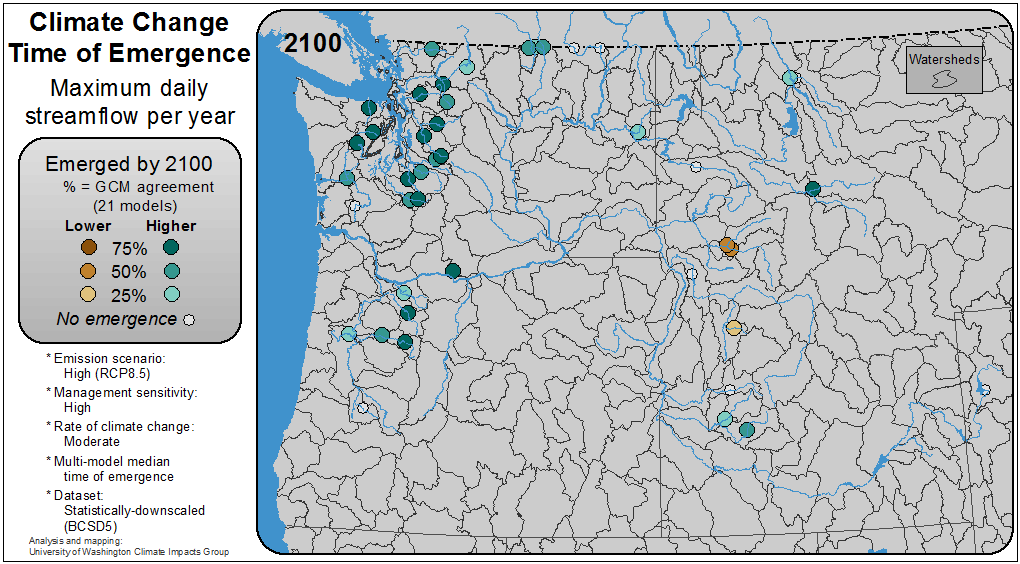 Climate Change
Time of Emergence
Maximum daily
streamflow per year
Emerged by 2100
% = GCM agreement
(21 models)
Lower Higher
75%
50%
25%
No emergence
* Emission scenario:
High (RCP8.5)
* Management sensitivity:
High
* Rate of climate change:
Moderate
* Multi-model median
time of emergence
* Dataset:
Statistically-downscaled
(BCSD5)
Analysis and mapping:
University of Washington Climate Impacts Group
2100
Watersheds